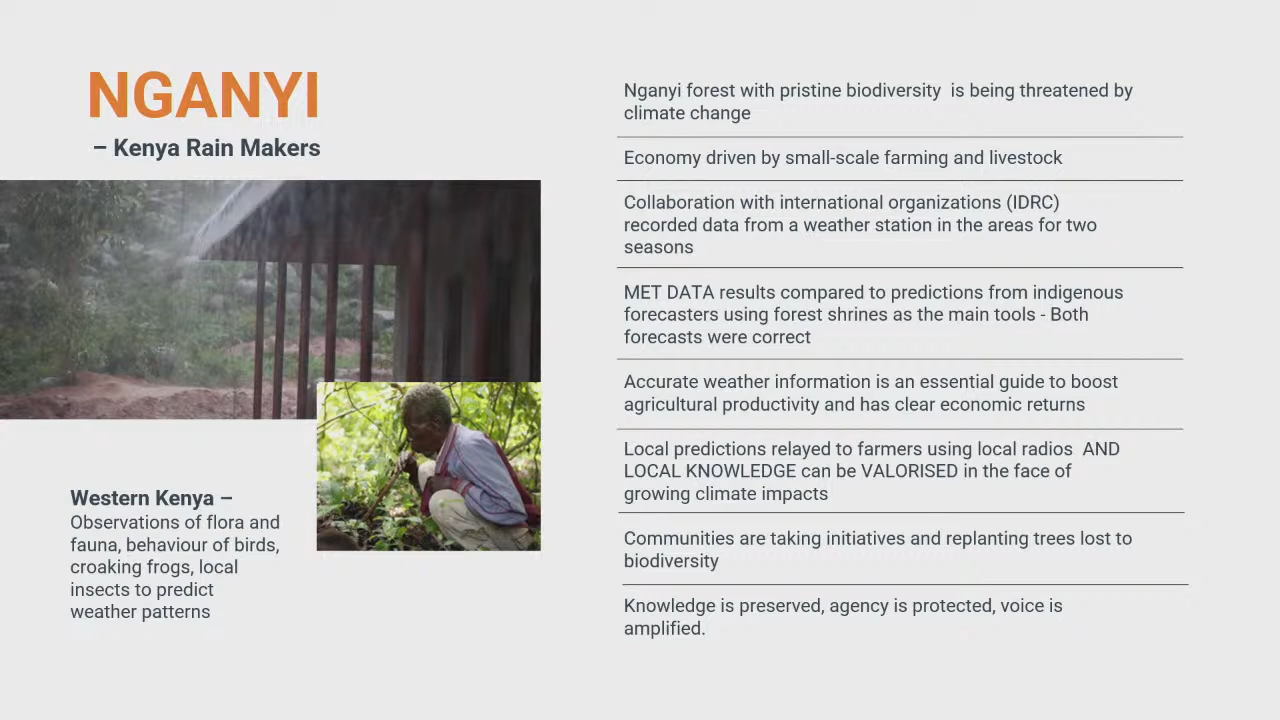 NGANYI
– Kenya Rain Makers
Western Kenya –
Observations of flora and
fauna, behaviour of birds,
croaking frogs, local
insects to predict
weather patterns
Nganyi forest with pristine biodiversity  is being threatened by
climate change
Economy driven by small-scale farming and livestock
Collaboration with international organizations (IDRC)
recorded data from a weather station in the areas for two
seasons
MET DATA results compared to predictions from indigenous
forecasters using forest shrines as the main tools - Both
forecasts were correct
Accurate weather information is an essential guide to boost
agricultural productivity and has clear economic returns
Local predictions relayed to farmers using local radios  AND
LOCAL KNOWLEDGE can be VALORISED in the face of
growing climate impacts
Communities are taking initiatives and replanting trees lost to
biodiversity
Knowledge is preserved, agency is protected, voice is
amplified.